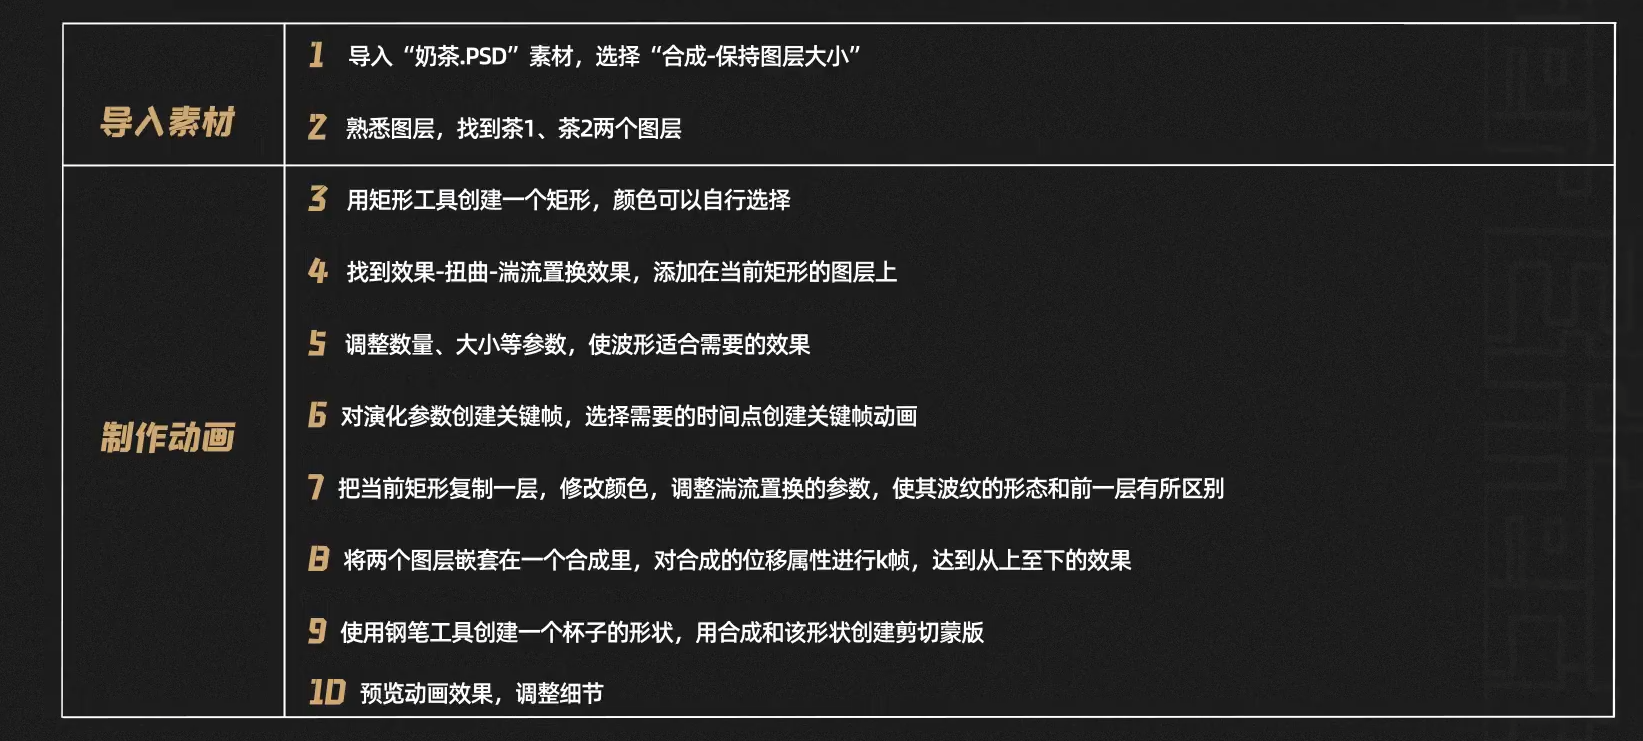 导入素材
1 导入“奶茶.PSD”素材，选择“合成-保持图层大小”
2 熟悉图层，找到茶1、茶2两个图层
制作动画
3 用矩形工具创建一个矩形，颜色可以自行选择
4 找到效果-扭曲-湍流置换效果，添加在当前矩形的图层上
5 调整数量、大小等参数，使波形适合需要的效果
6 对演化参数创建关键帧，选择需要的时间点创建关键帧动画
7 把当前矩形复制一层，修改颜色，调整湍流置换的参数，使其波纹的形态和前一层有所区别
8 将两个图层嵌套在一个合成里，对合成的位移属性进行k帧，达到从上至下的效果
9 使用钢笔工具创建一个杯子的形状，用合成和该形状创建剪切蒙版
10 预览动画效果，调整细节